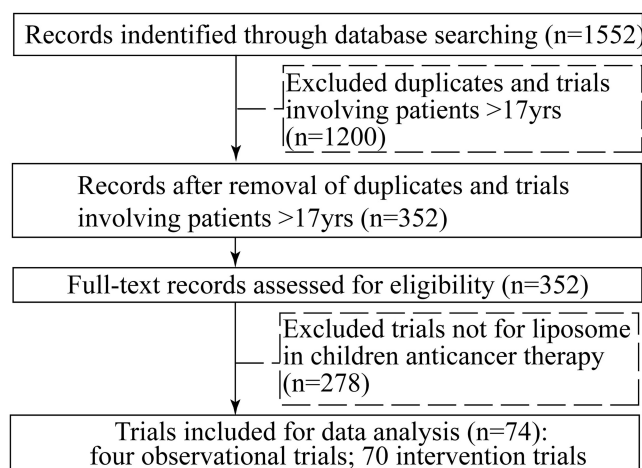 Records indentified through database searching (n=1552)
Excluded duplicates and trials
involving patients >17yrs
(n=1200)
Records after removal of duplicates and trials
involving patients >17yrs (n=352)
Full-text records assessed for eligibility (n=352)
Excluded trials not for liposome
in children anticancer therapy
(n=278)
Trials included for data analysis (n=74):
four observational trials; 70 intervention trials